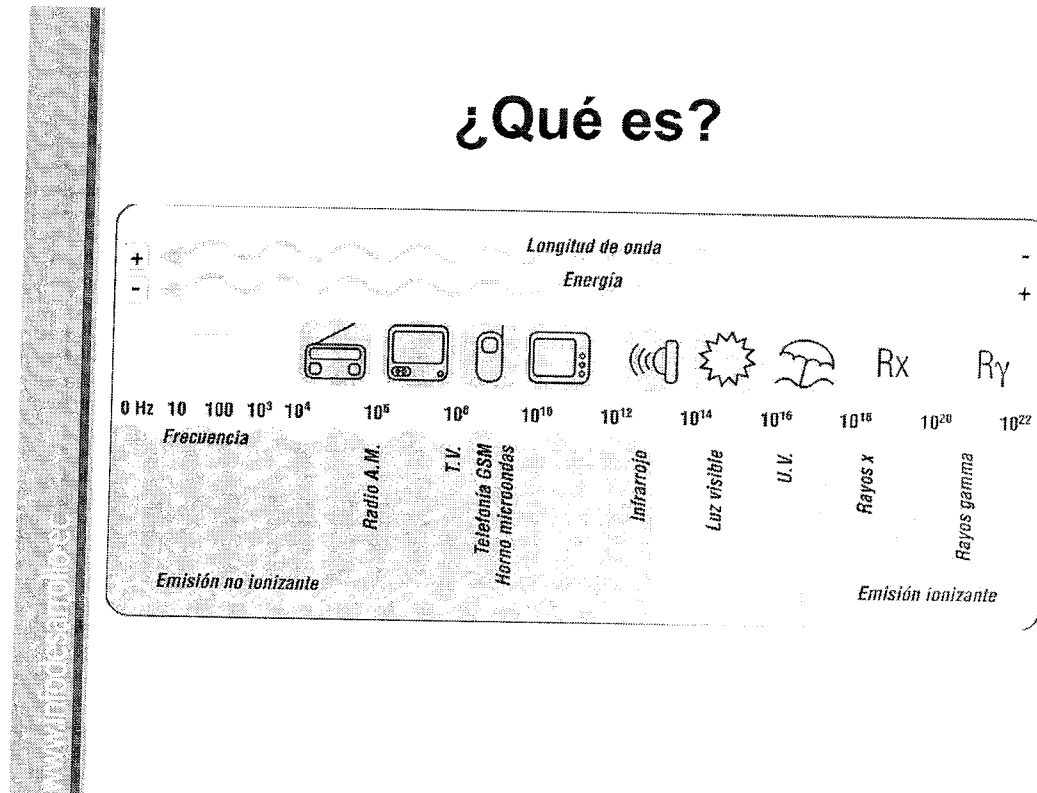 ¿Qué es?
+ Longitud de onda -
- Energía +
Rx Rγ
0 Hz 10 100 10³ 10⁴ 10⁶ 10⁸ 10¹⁰ 10¹² 10¹⁴ 10¹⁶ 10¹⁸ 10²⁰ 10²²
Frecuencia
Radio A.M.
T.V.
Telefonía GSM
Horno microondas
Infrarrojo
Luz visible
U.V.
Rayos x
Rayos gamma
Emisión no ionizante
Emisión ionizante
www.infodesarrollo.ec